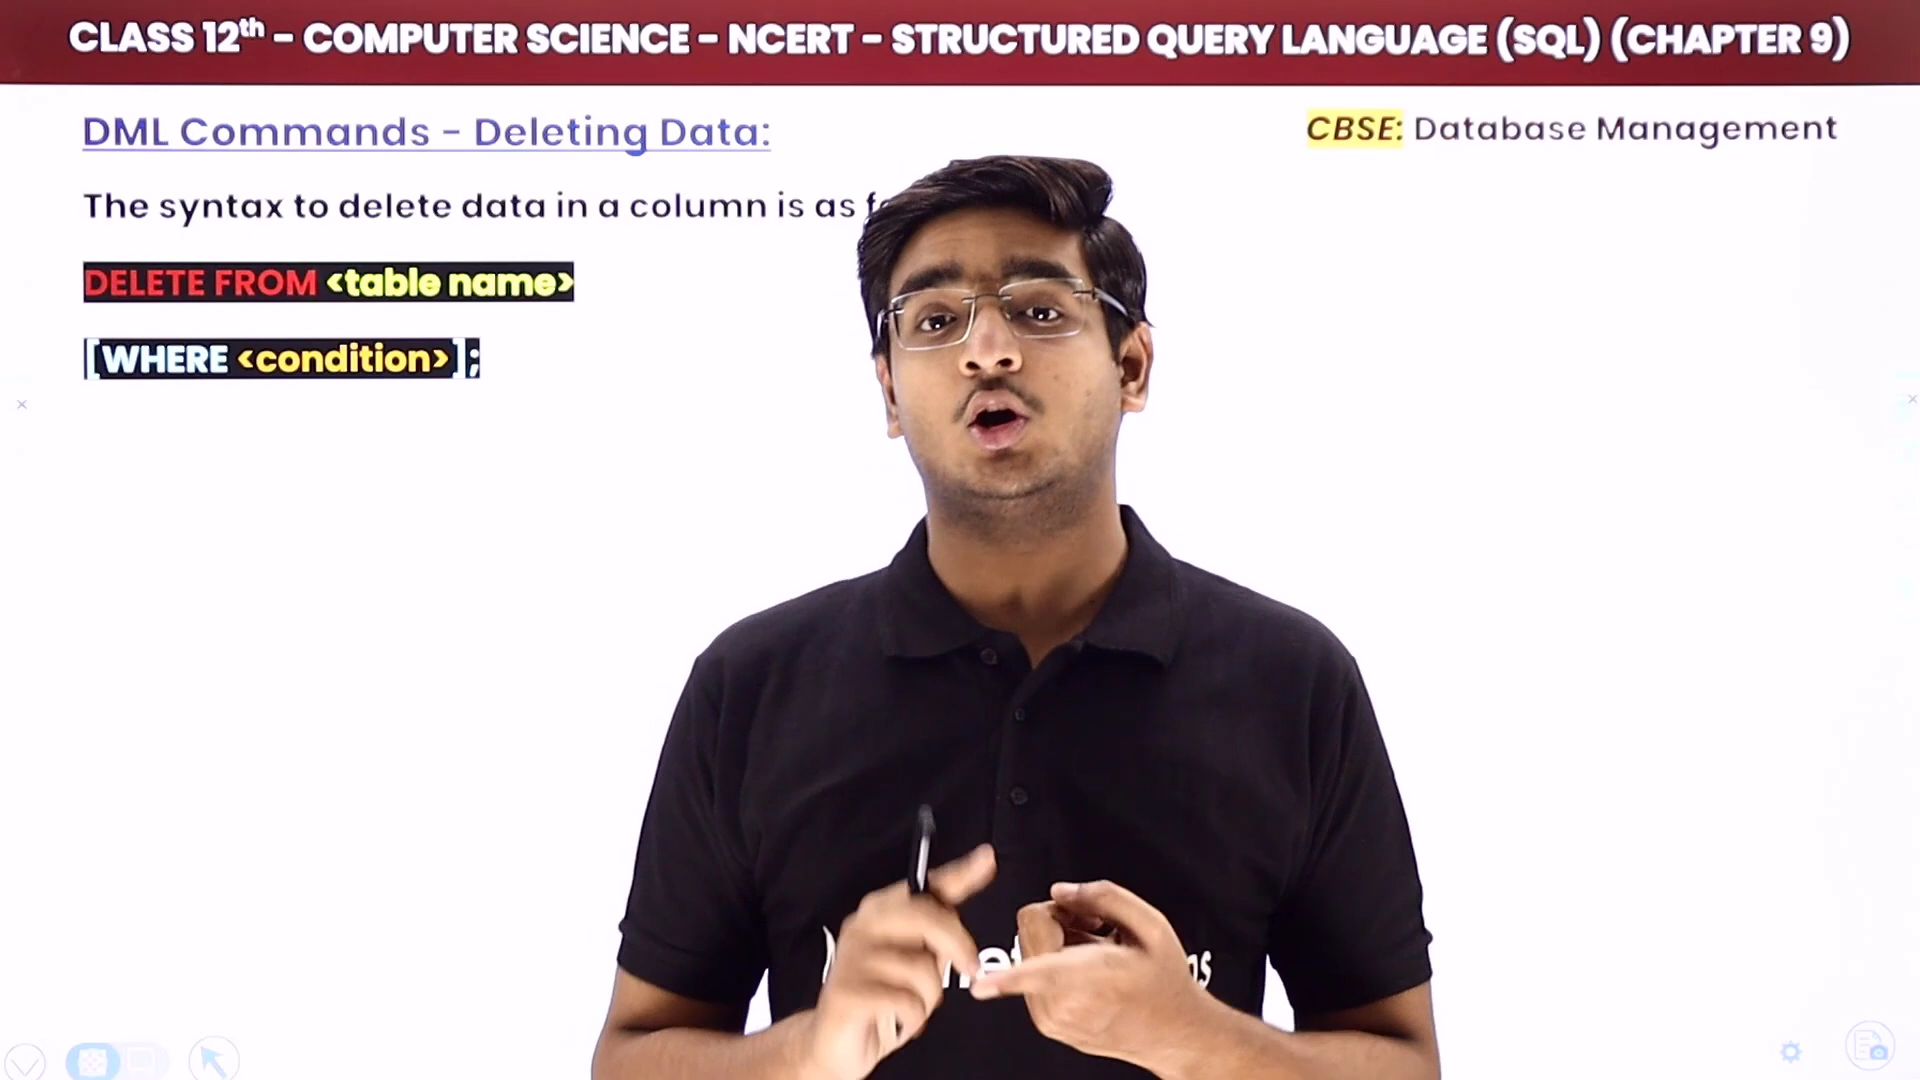 CLASS 12th - COMPUTER SCIENCE - NCERT - STRUCTURED QUERY LANGUAGE (SQL) (CHAPTER 9)
DML Commands - Deleting Data:
CBSE: Database Management
The syntax to delete data in a column is as
DELETE FROM <table name>
[WHERE <condition>];